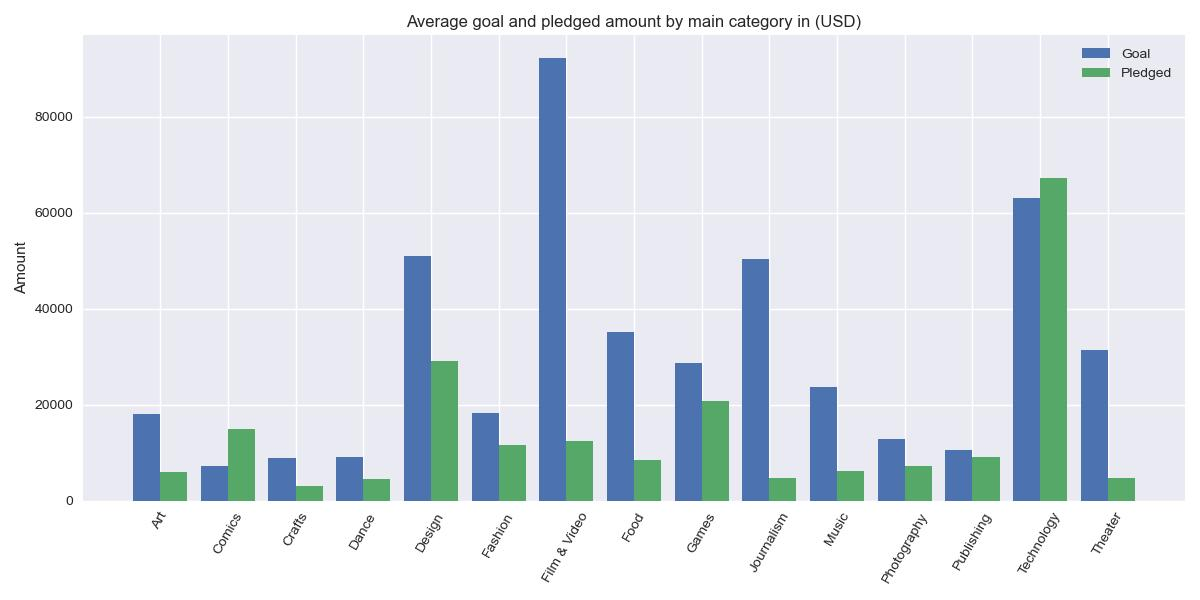 Average goal and pledged amount by main category in (USD)
Goal
Pledged
Amount
80000
60000
40000
20000
0
Art
Comics
Crafts
Dance
Design
Fashion
Film & Video
Food
Games
Journalism
Music
Photography
Publishing
Technology
Theater